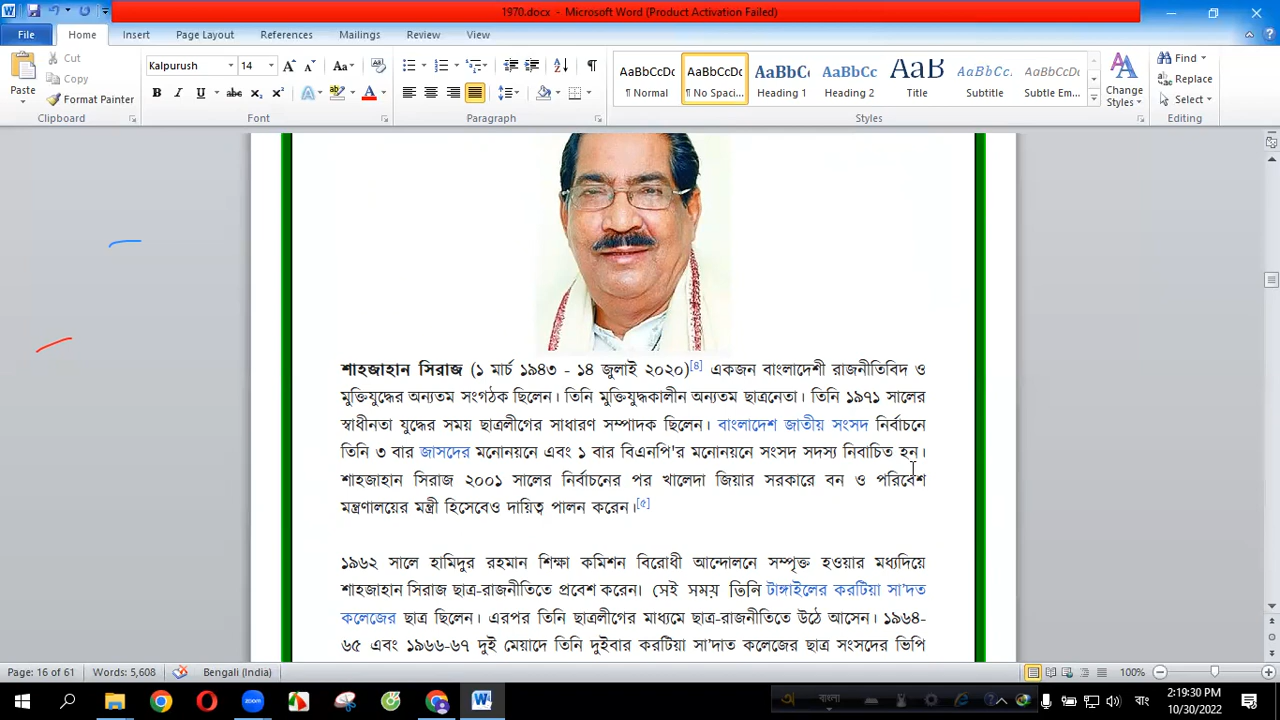 1970.docx - Microsoft Word (Product Activation Failed)
File Home Insert Page Layout References Mailings Review View
Cut
Copy
Format Painter
Paste
Clipboard
Kalpurush 14
Font
Paragraph
AaBbCcDc AaBbCcDc AaBbCc AaBbCc AaB AaBbCcL AaBbCcDc
¶ Normal ¶ No Spaci... Heading 1 Heading 2 Title Subtitle Subtle Em...
Change Styles
Styles
Find
Replace
Select
Editing
শাহজাহান সিরাজ (১ মার্চ ১৯৪৩ - ১৪ জুলাই ২০২০)[৪] একজন বাংলাদেশী রাজনীতিবিদ ও
মুক্তিযুদ্ধের অন্যতম সংগঠক ছিলেন। তিনি মুক্তিযুদ্ধকালীন অন্যতম ছাত্রনেতা। তিনি ১৯৭১ সালের
স্বাধীনতা যুদ্ধের সময় ছাত্রলীগের সাধারণ সম্পাদক ছিলেন। বাংলাদেশ জাতীয় সংসদ নির্বাচনে
তিনি ৩ বার জাসদের মনোনয়নে এবং ১ বার বিএনপি'র মনোনয়নে সংসদ সদস্য নিবাচিত হন।
শাহজাহান সিরাজ ২০০১ সালের নির্বাচনের পর খালেদা জিয়ার সরকারে বন ও পরিবেশ
মন্ত্রণালয়ের মন্ত্রী হিসেবেও দায়িত্ব পালন করেন।[৫]
১৯৬২ সালে হামিদুর রহমান শিক্ষা কমিশন বিরোধী আন্দোলনে সম্পৃক্ত হওয়ার মধ্যদিয়ে
শাহজাহান সিরাজ ছাত্র-রাজনীতিতে প্রবেশ করেন। সেই সময় তিনি টাঙ্গাইলের করটিয়া সা'দত
কলেজের ছাত্র ছিলেন। এরপর তিনি ছাত্রলীগের মাধ্যমে ছাত্র-রাজনীতিতে উঠে আসেন। ১৯৬৪-
৬৫ এবং ১৯৬৬-৬৭ দুই মেয়াদে তিনি দুইবার করটিয়া সা'দাত কলেজের ছাত্র সংসদের ভিপি
Page: 16 of 61 Words: 5,608 Bengali (India) 100%
zoom
বাংলা
বাং
2:19:30 PM
10/30/2022